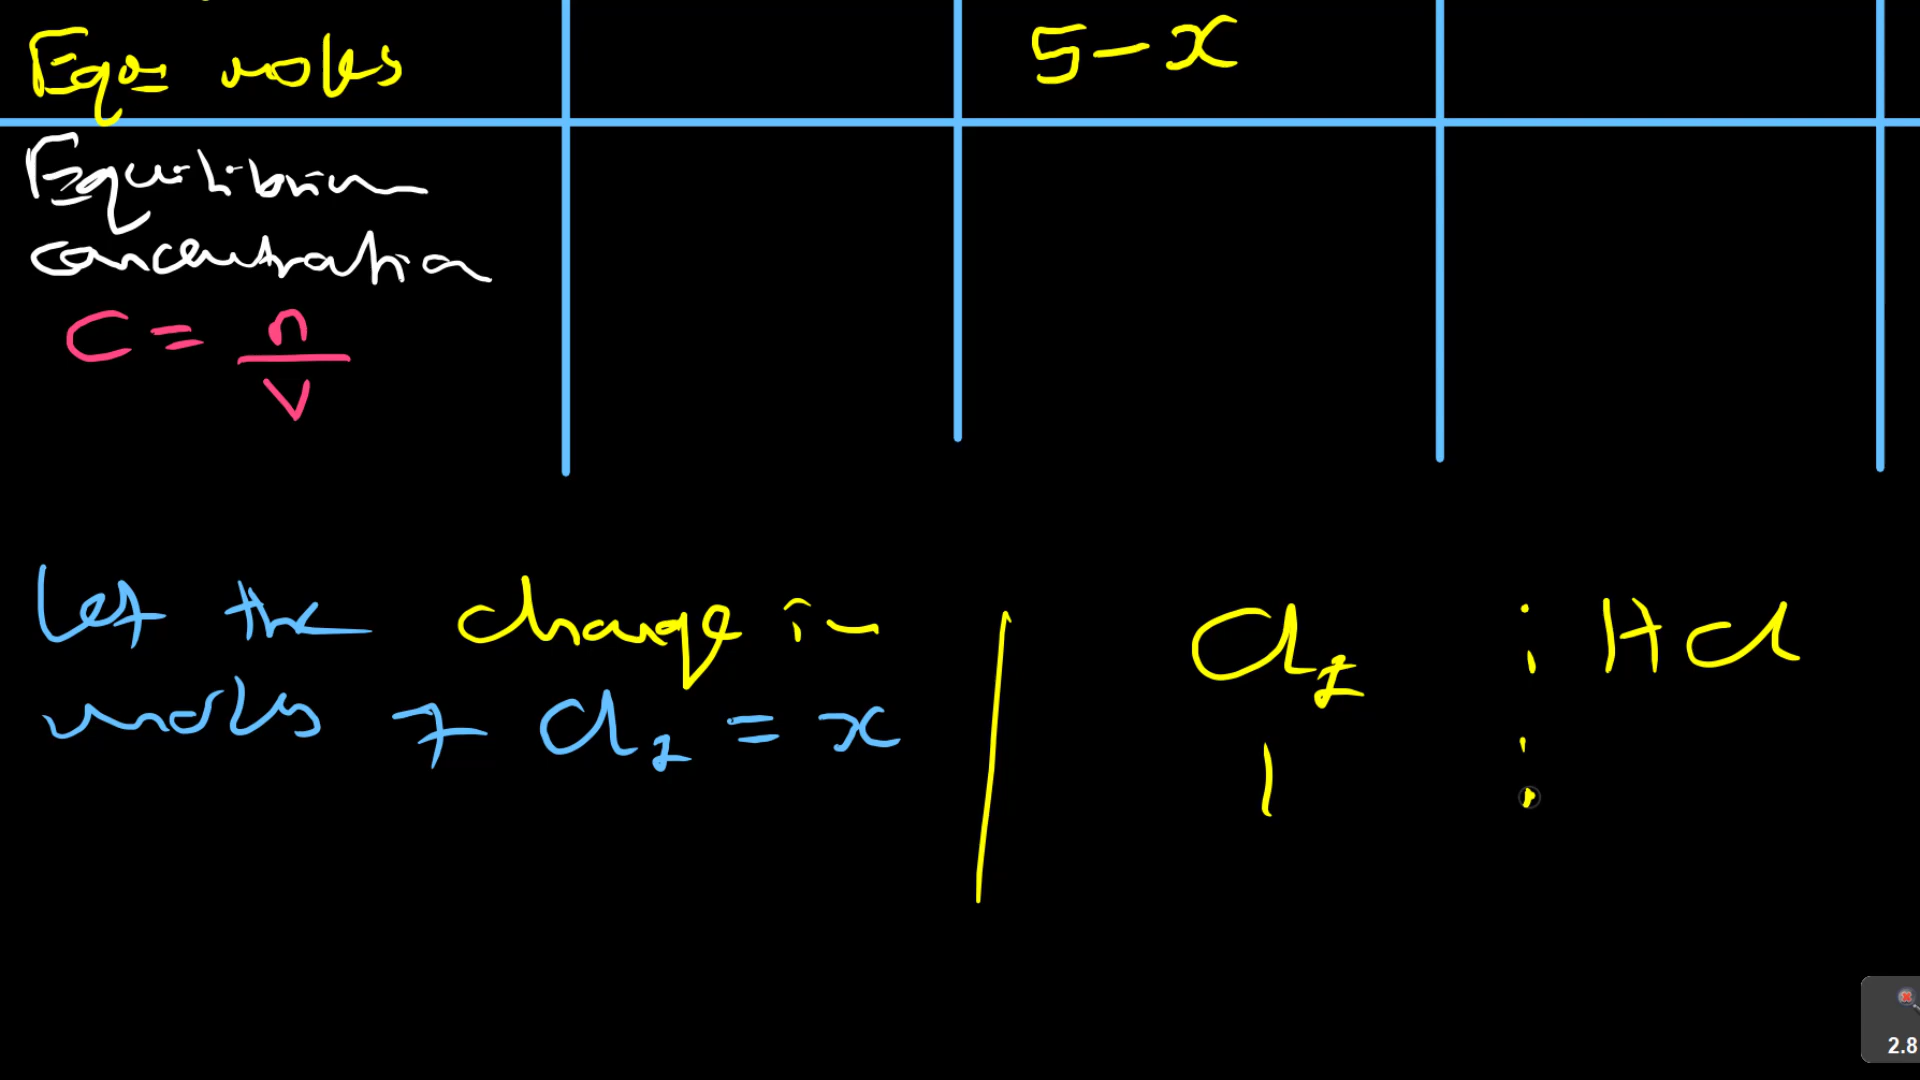 Eqm moles 5-x
Equilibrium
concentration
C = n/V
Let the change in
moles of Cl₂ = x
Cl₂ : HCl
1 :
2.8